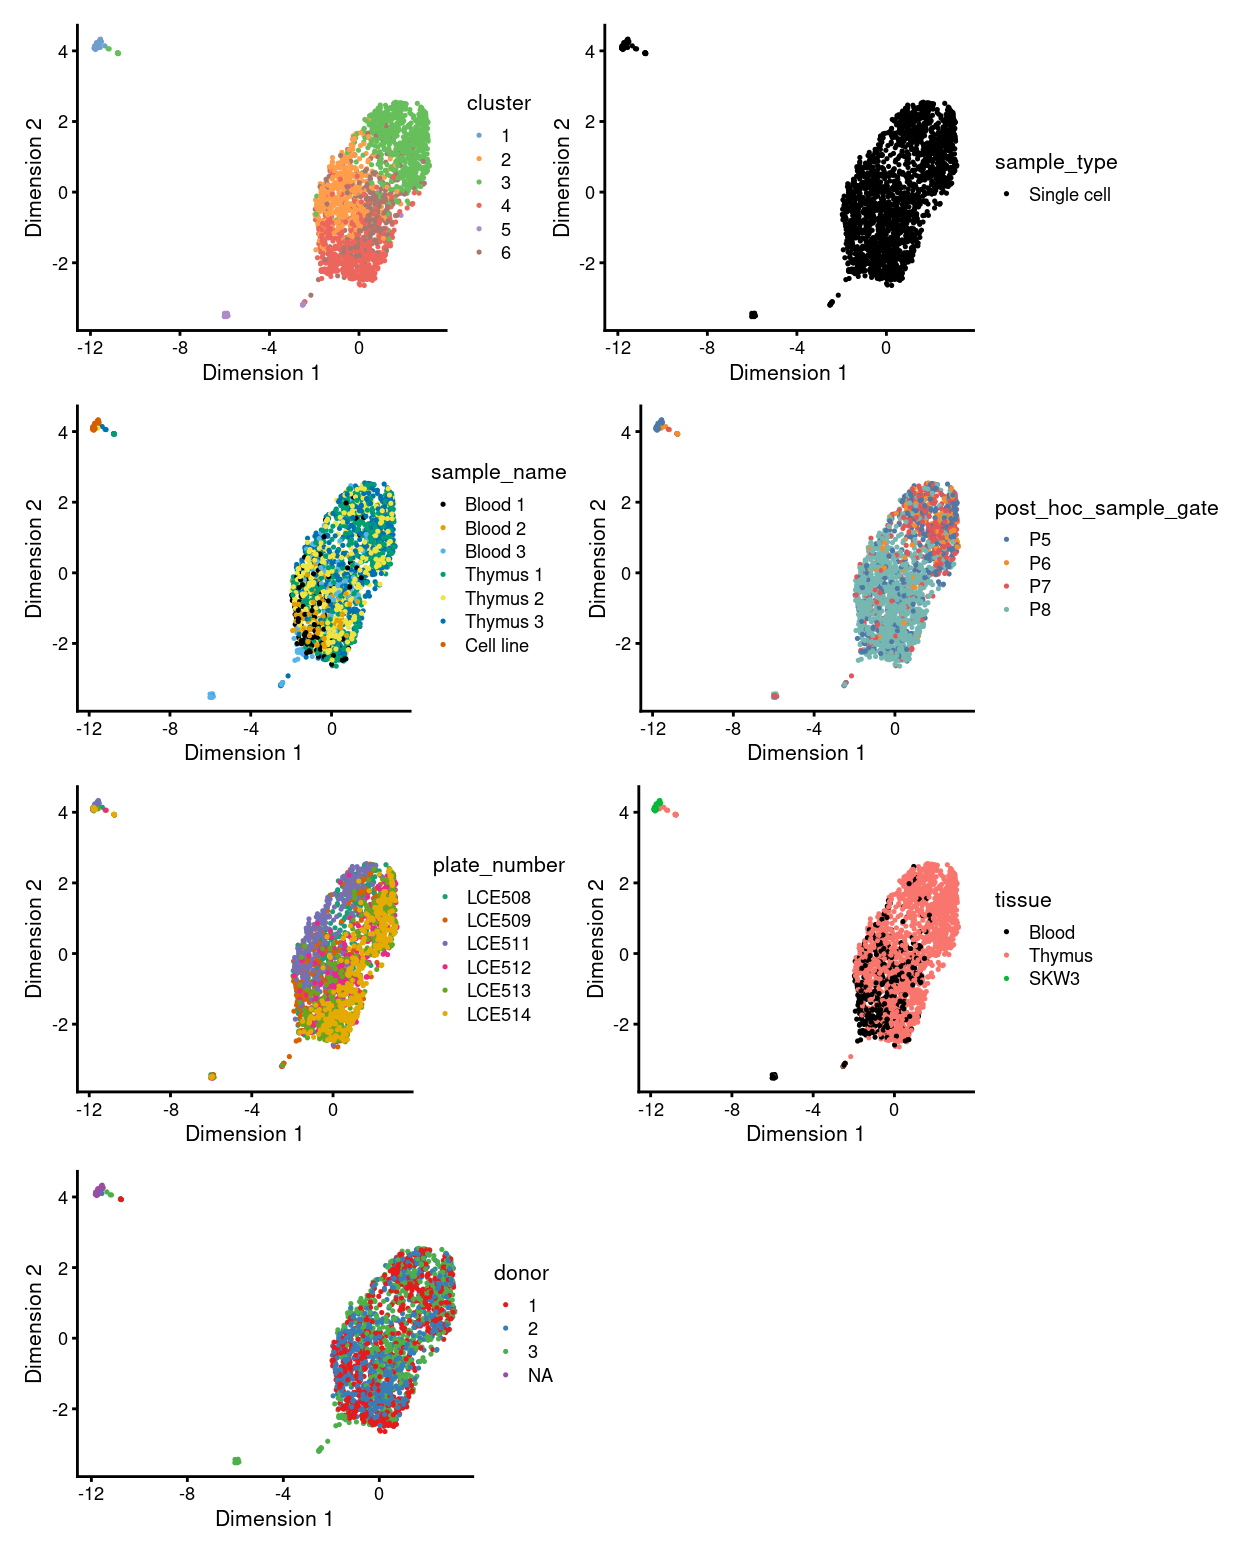 cluster
1
2
3
4
5
6
4
2
0
-2
Dimension 2
-12 -8 -4 0
Dimension 1
sample_type
Single cell
4
2
0
-2
Dimension 2
-12 -8 -4 0
Dimension 1
sample_name
Blood 1
Blood 2
Blood 3
Thymus 1
Thymus 2
Thymus 3
Cell line
4
2
0
-2
Dimension 2
-12 -8 -4 0
Dimension 1
post_hoc_sample_gate
P5
P6
P7
P8
4
2
0
-2
Dimension 2
-12 -8 -4 0
Dimension 1
plate_number
LCE508
LCE509
LCE511
LCE512
LCE513
LCE514
4
2
0
-2
Dimension 2
-12 -8 -4 0
Dimension 1
tissue
Blood
Thymus
SKW3
4
2
0
-2
Dimension 2
-12 -8 -4 0
Dimension 1
donor
1
2
3
NA
4
2
0
-2
Dimension 2
-12 -8 -4 0
Dimension 1